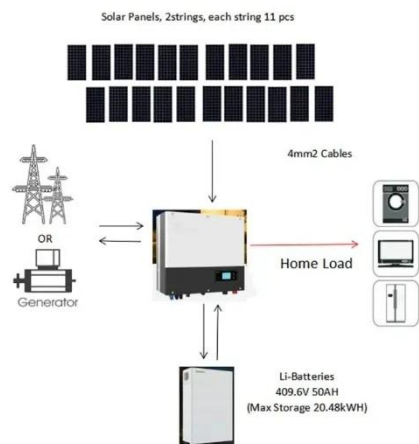 Solar Panels, 2strings, each string 11 pcs
4mm2 Cables
OR
Generator
Home Load
Li-Batteries
409.6V 50AH
(Max Storage 20.48kWH)